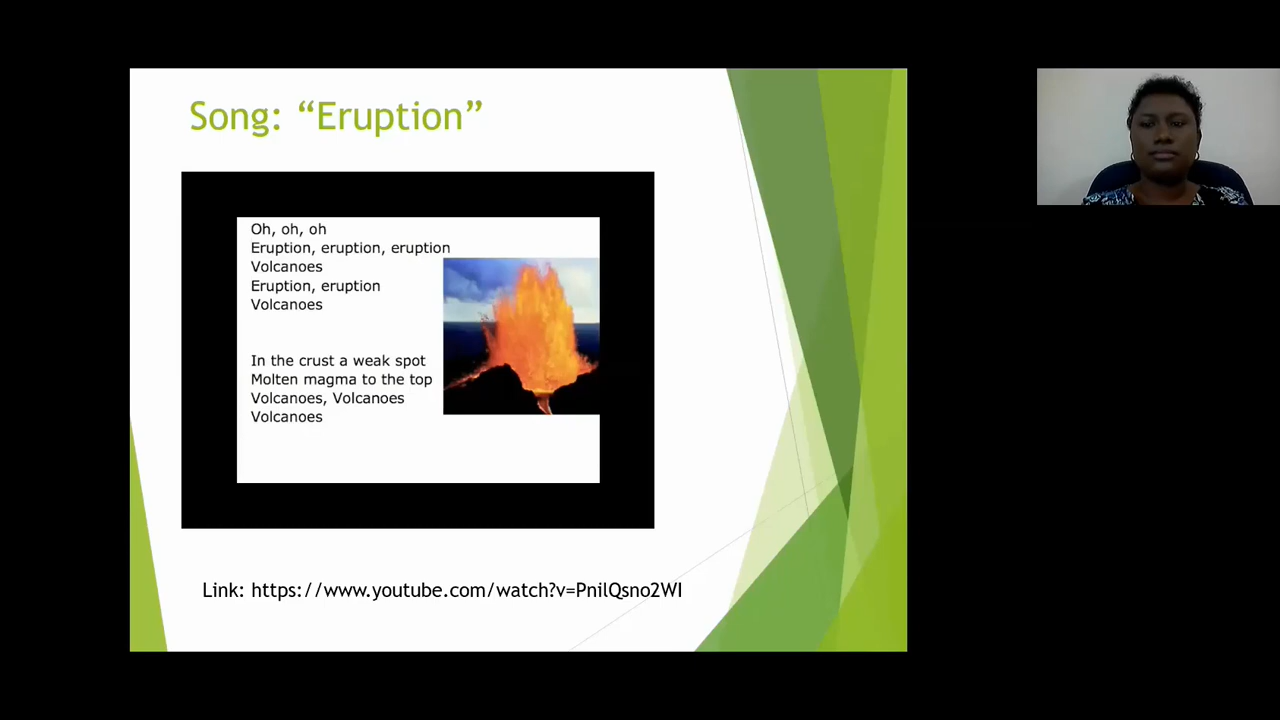 Song: “Eruption”
Oh, oh, oh
Eruption, eruption, eruption
Volcanoes
Eruption, eruption
Volcanoes
In the crust a weak spot
Molten magma to the top
Volcanoes, Volcanoes
Volcanoes
Link: https://www.youtube.com/watch?v=PnilQsno2WI